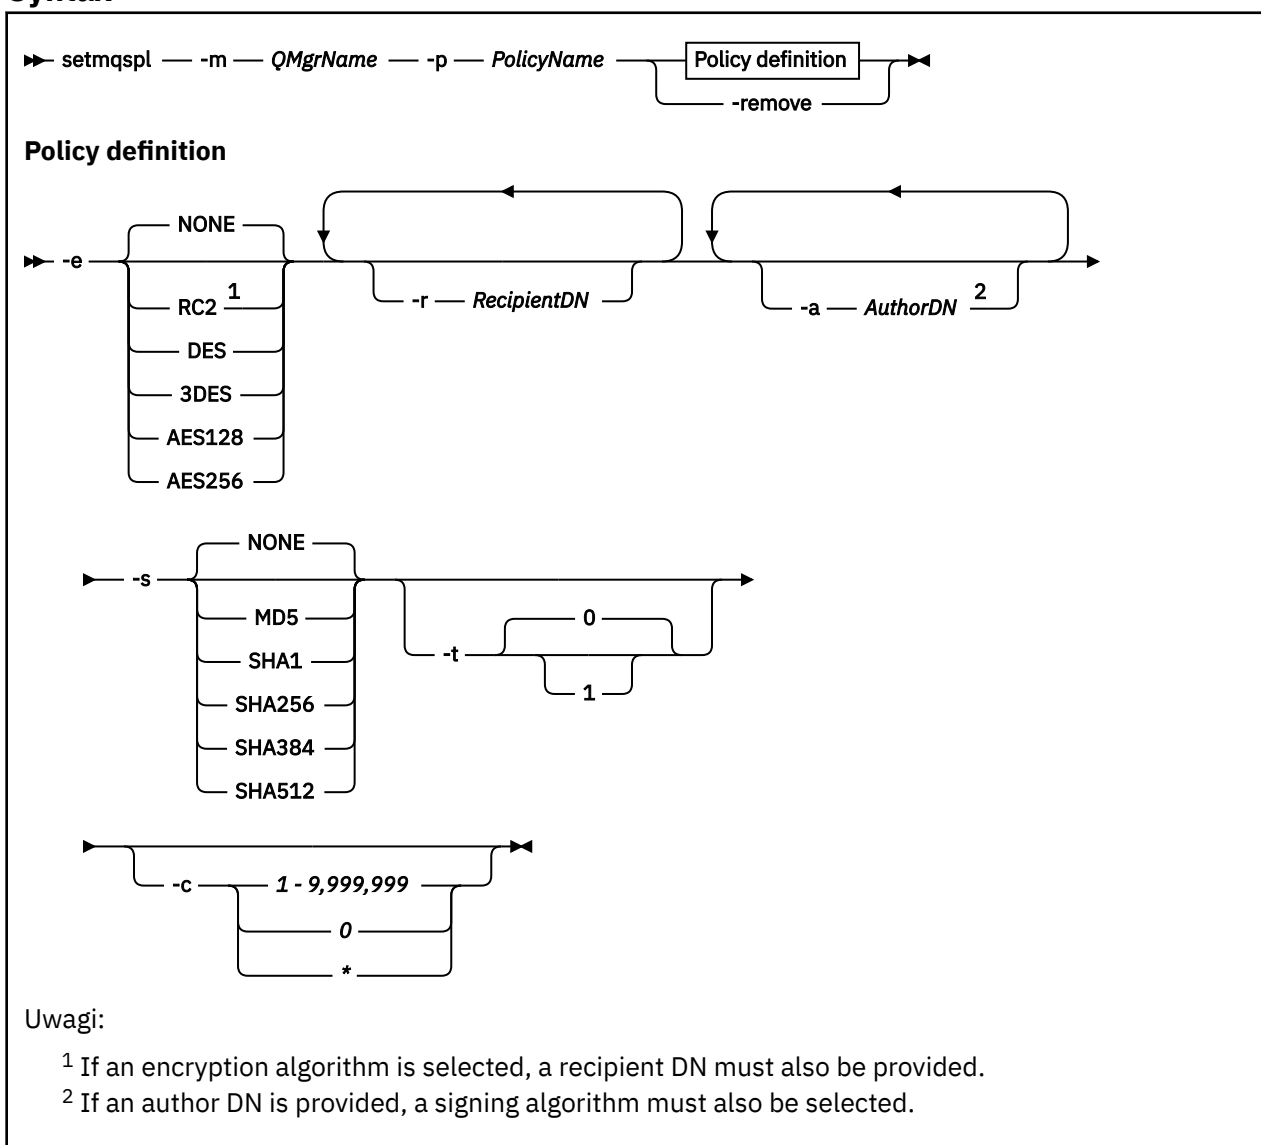 setmqspl -m QMgrName -p PolicyName Policy definition
-remove
Policy definition
NONE
-e
RC2 1
-r RecipientDN
-a AuthorDN 2
DES
3DES
AES128
AES256
NONE
-s
MD5
SHA1
SHA256
SHA384
SHA512
0
-t
1
-c 1 - 9,999,999
0
*
Uwagi:
1 If an encryption algorithm is selected, a recipient DN must also be provided.
2 If an author DN is provided, a signing algorithm must also be selected.